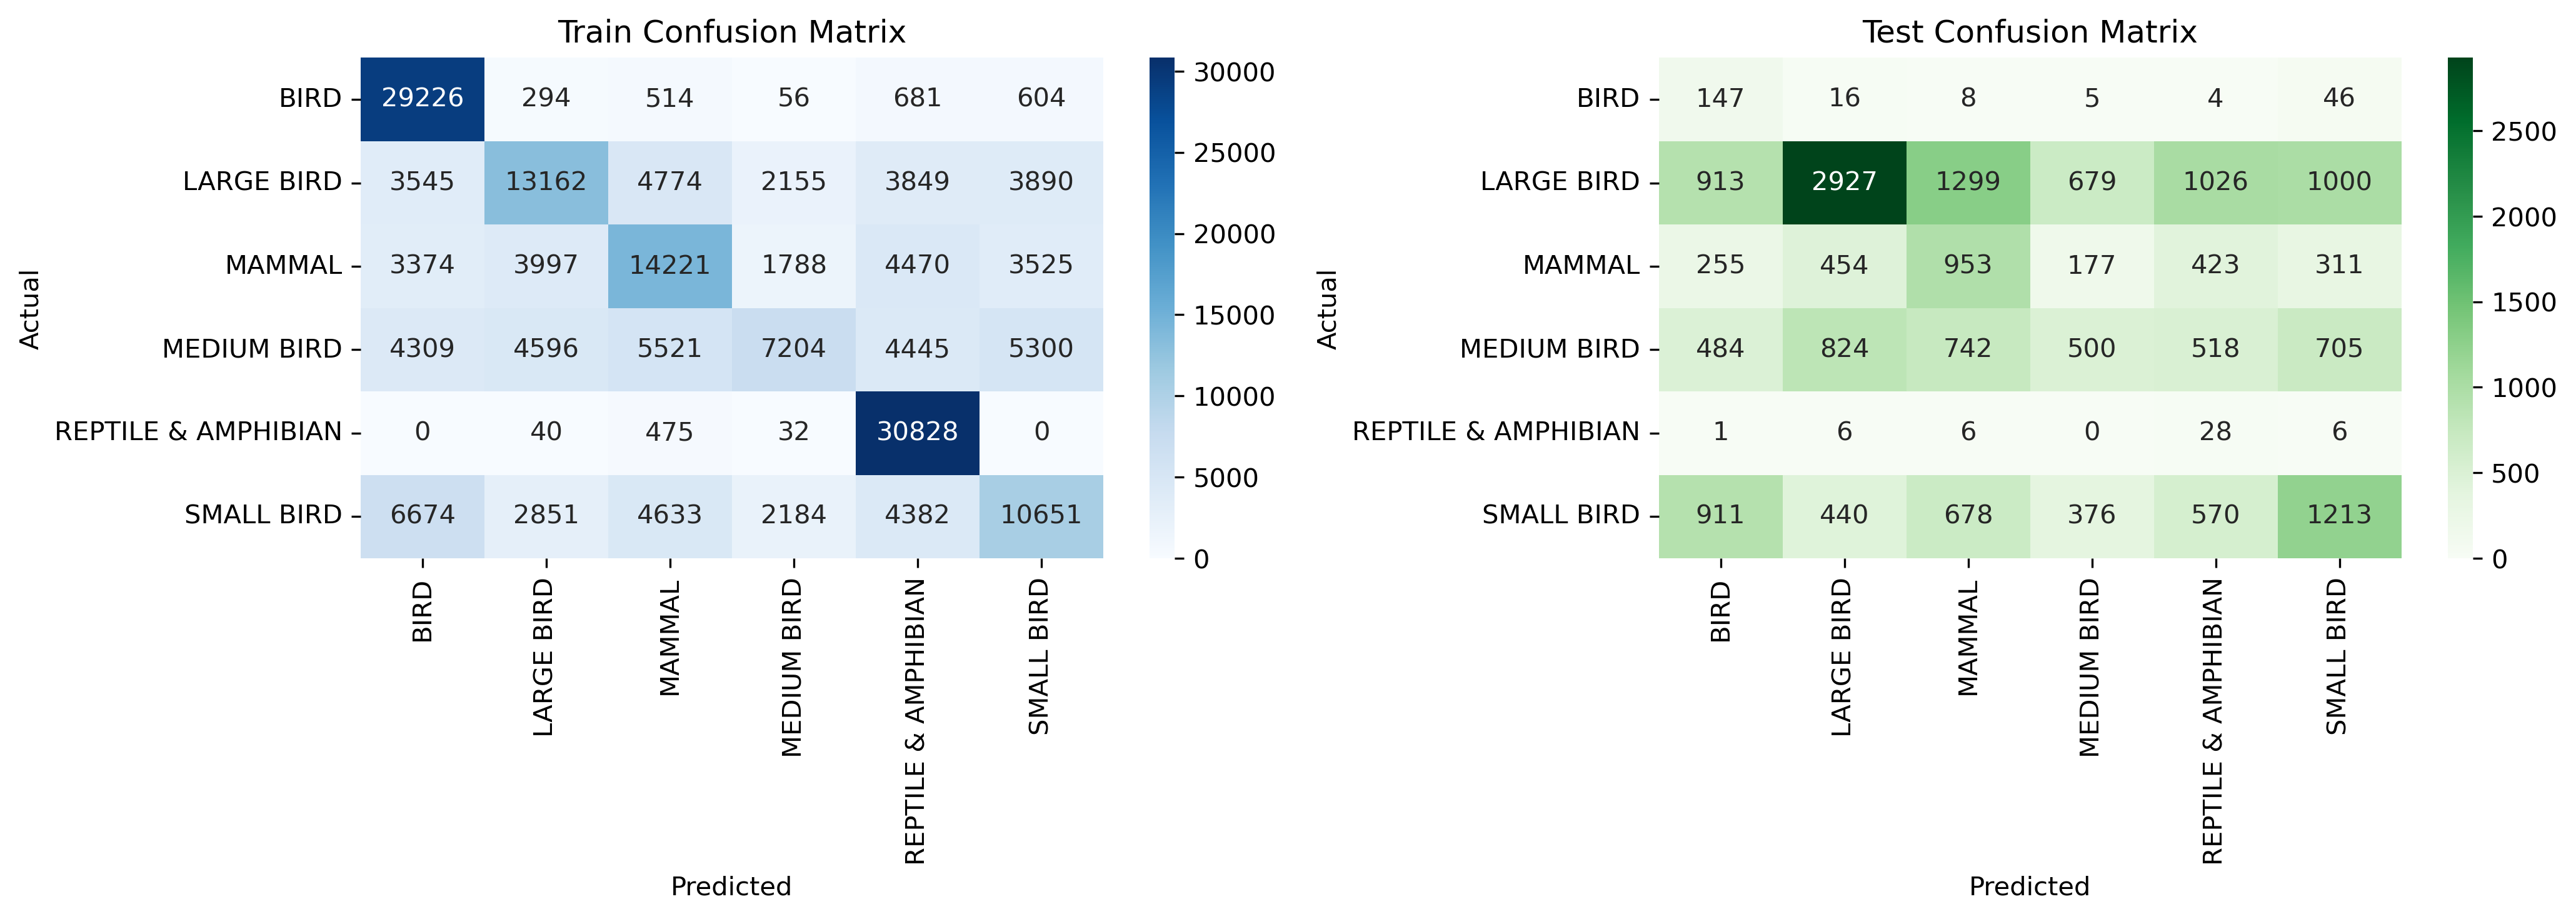 Train Confusion Matrix
Actual
BIRD 29226 294 514 56 681 604
LARGE BIRD 3545 13162 4774 2155 3849 3890
MAMMAL 3374 3997 14221 1788 4470 3525
MEDIUM BIRD 4309 4596 5521 7204 4445 5300
REPTILE & AMPHIBIAN 0 40 475 32 30828 0
SMALL BIRD 6674 2851 4633 2184 4382 10651
BIRD
LARGE BIRD
MAMMAL
MEDIUM BIRD
REPTILE & AMPHIBIAN
SMALL BIRD
Predicted
30000
25000
20000
15000
10000
5000
0
Test Confusion Matrix
Actual
BIRD 147 16 8 5 4 46
LARGE BIRD 913 2927 1299 679 1026 1000
MAMMAL 255 454 953 177 423 311
MEDIUM BIRD 484 824 742 500 518 705
REPTILE & AMPHIBIAN 1 6 6 0 28 6
SMALL BIRD 911 440 678 376 570 1213
BIRD
LARGE BIRD
MAMMAL
MEDIUM BIRD
REPTILE & AMPHIBIAN
SMALL BIRD
Predicted
2500
2000
1500
1000
500
0